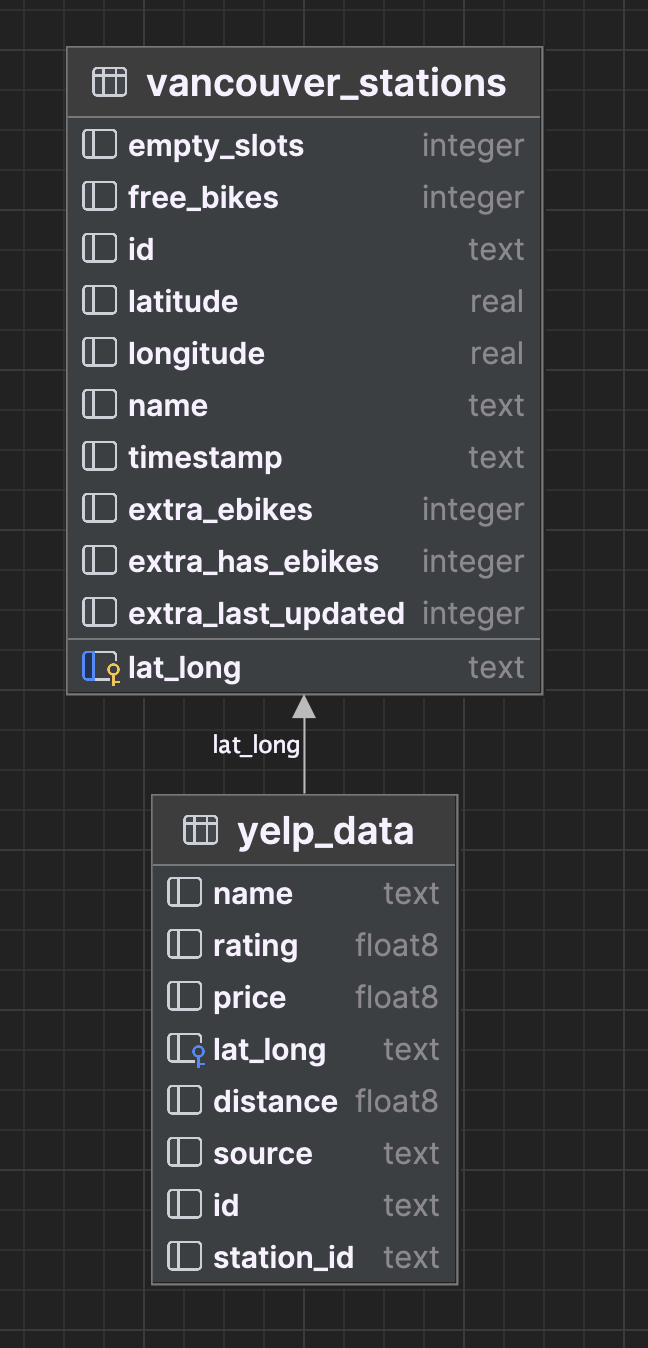 vancouver_stations
empty_slots integer
free_bikes integer
id text
latitude real
longitude real
name text
timestamp text
extra_ebikes integer
extra_has_ebikes integer
extra_last_updated integer
lat_long text
lat_long
yelp_data
name text
rating float8
price float8
lat_long text
distance float8
source text
id text
station_id text